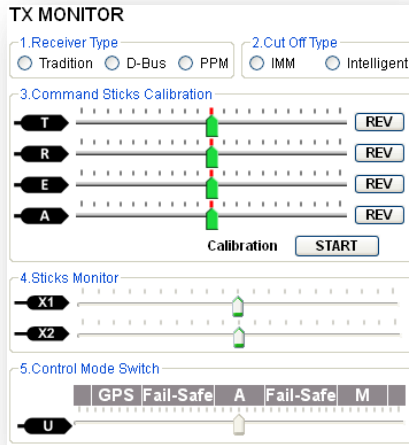 TX MONITOR
1.Receiver Type
Tradition D-Bus PPM
2.Cut Off Type
IMM Intelligent
3.Command Sticks Calibration
T REV
R REV
E REV
A REV
Calibration START
4.Sticks Monitor
X1
X2
5.Control Mode Switch
GPS Fail-Safe A Fail-Safe M
U